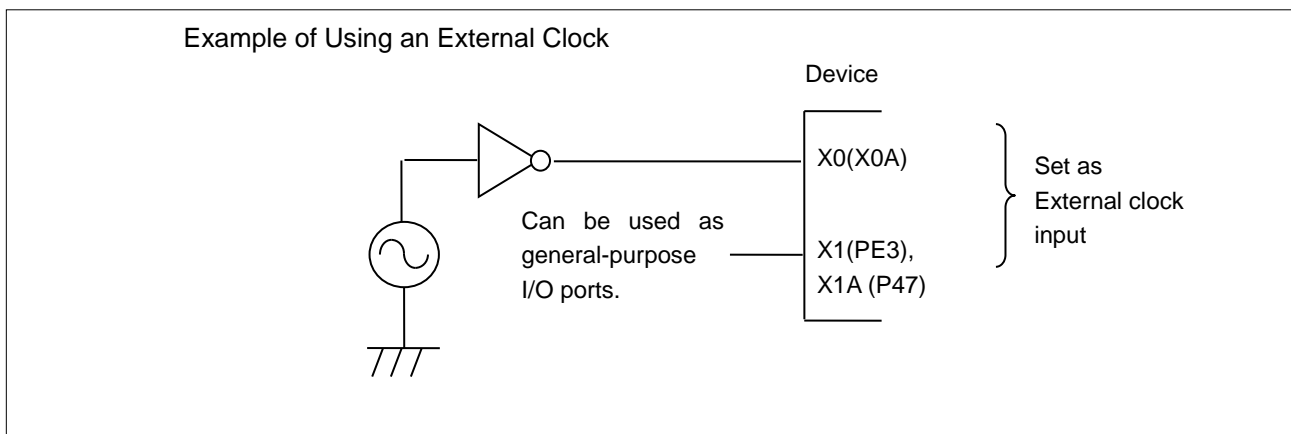 Example of Using an External Clock
Device
X0(X0A)
Can be used as
general-purpose
I/O ports.
X1(PE3),
X1A (P47)
Set as
External clock
input